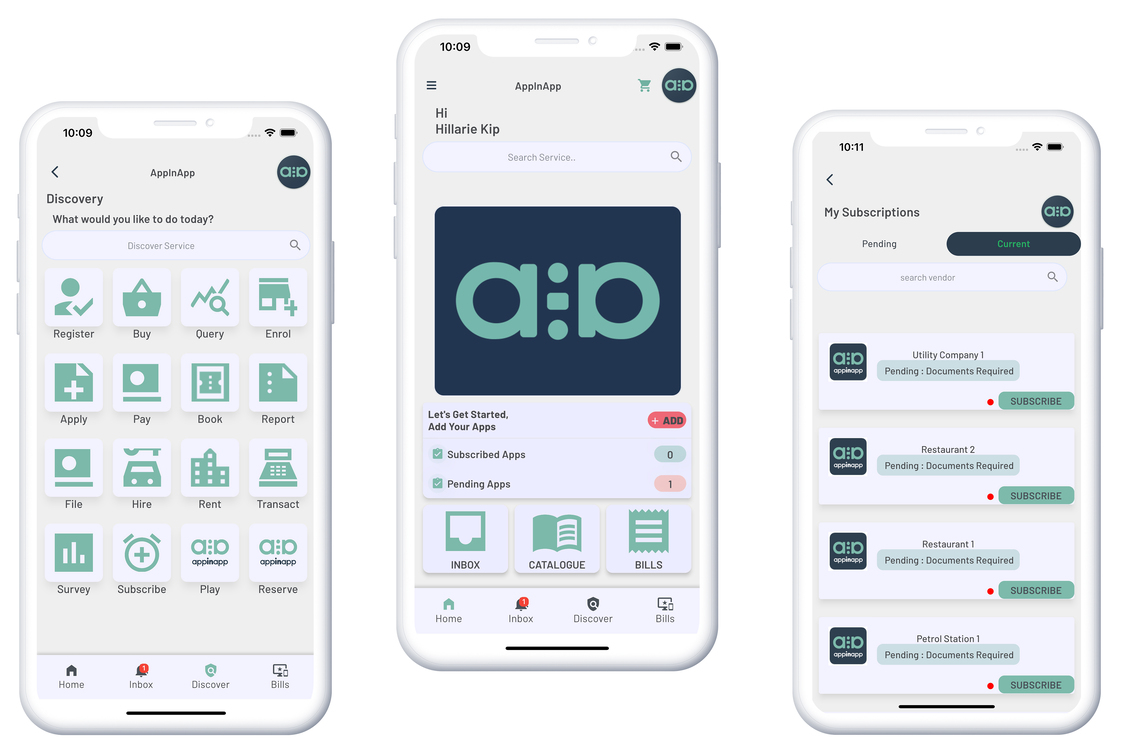 10:09
AppInApp
a:p
Discovery
What would you like to do today?
Discover Service
Register Buy Query Enrol
Apply Pay Book Report
File Hire Rent Transact
appinapp appinapp
Survey Subscribe Play Reserve
1
Home Inbox Discover Bills
10:09
AppInApp
a:p
Hi
Hillarie Kip
Search Service..
a:p
Let's Get Started,
Add Your Apps
+ ADD
Subscribed Apps 0
Pending Apps 1
INBOX CATALOGUE BILLS
1
Home Inbox Discover Bills
10:11
My Subscriptions
a:p
Pending Current
search vendor
a:p
appinapp
Utility Company 1
Pending : Documents Required
SUBSCRIBE
a:p
appinapp
Restaurant 2
Pending : Documents Required
SUBSCRIBE
a:p
appinapp
Restaurant 1
Pending : Documents Required
SUBSCRIBE
a:p
appinapp
Petrol Station 1
Pending : Documents Required
SUBSCRIBE